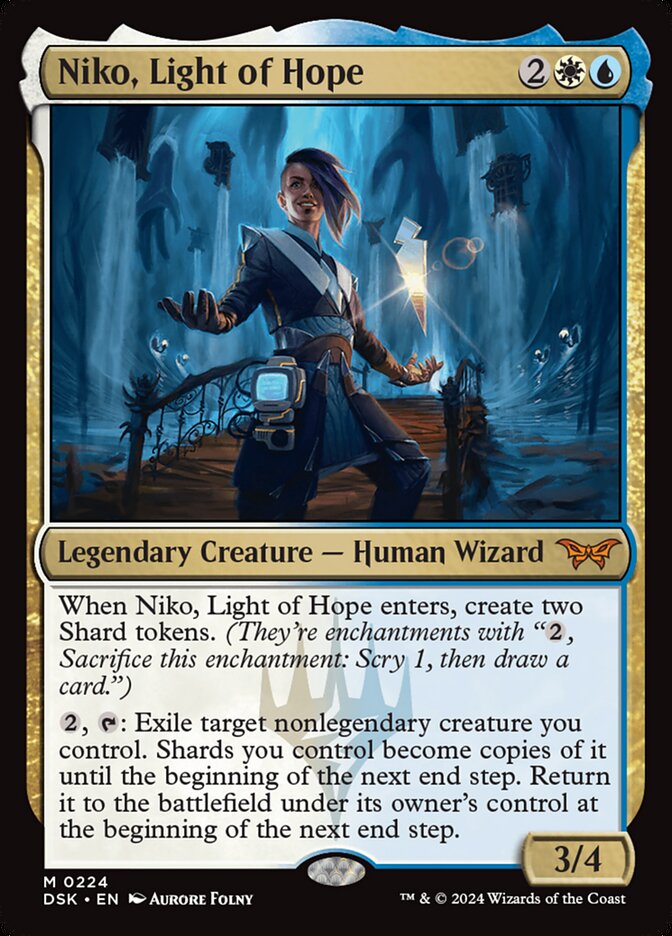 Niko, Light of Hope 2
Legendary Creature — Human Wizard
When Niko, Light of Hope enters, create two
Shard tokens. (They're enchantments with “2,
Sacrifice this enchantment: Scry 1, then draw a
card.”)
2, : Exile target nonlegendary creature you
control. Shards you control become copies of it
until the beginning of the next end step. Return
it to the battlefield under its owner's control at
the beginning of the next end step.
3/4
M 0224
DSK • EN Aurore Folny
™ & © 2024 Wizards of the Coast